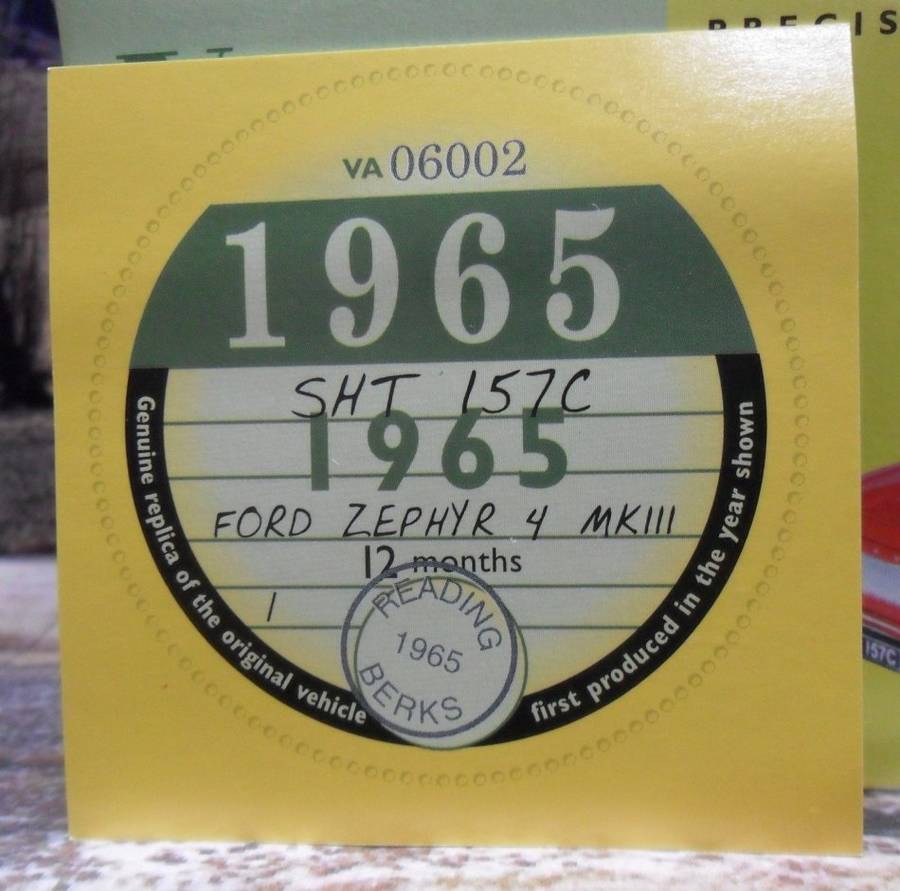 PRECIS
VA 06002
1965
SHT 157C
1965
FORD ZEPHYR 4 MKIII
12 months
1
READING
1965
BERKS
Genuine replica of the original vehicle
first produced in the year shown
157C